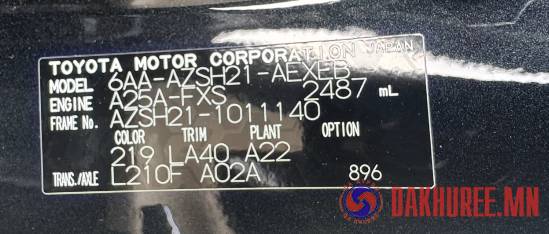 TOYOTA MOTOR CORPORATION JAPAN
MODEL 6AA-AZSH21-AEXEB
ENGINE A25A-FXS 2487 mL
FRAME No. AZSH21-1011140
COLOR TRIM PLANT OPTION
219 LA40 A22
TRANS./AXLE L210F A02A 896
DAKHUREE.MN